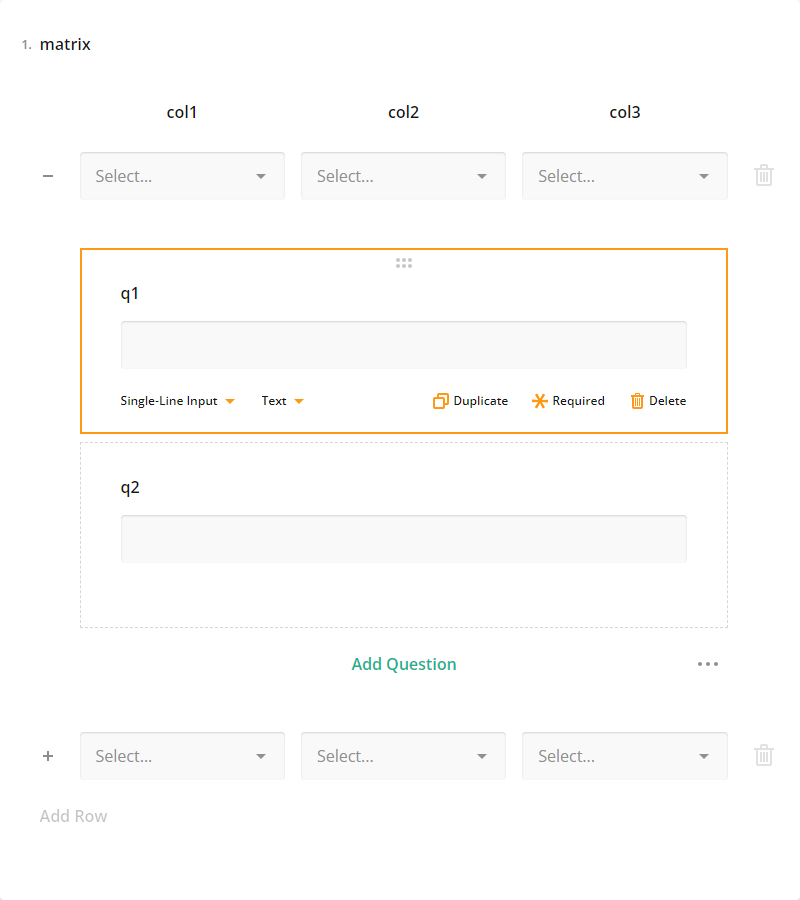 1. matrix
col1 col2 col3
Select... Select... Select...
q1
Single-Line Input Text Duplicate Required Delete
q2
Add Question
Select... Select... Select...
Add Row